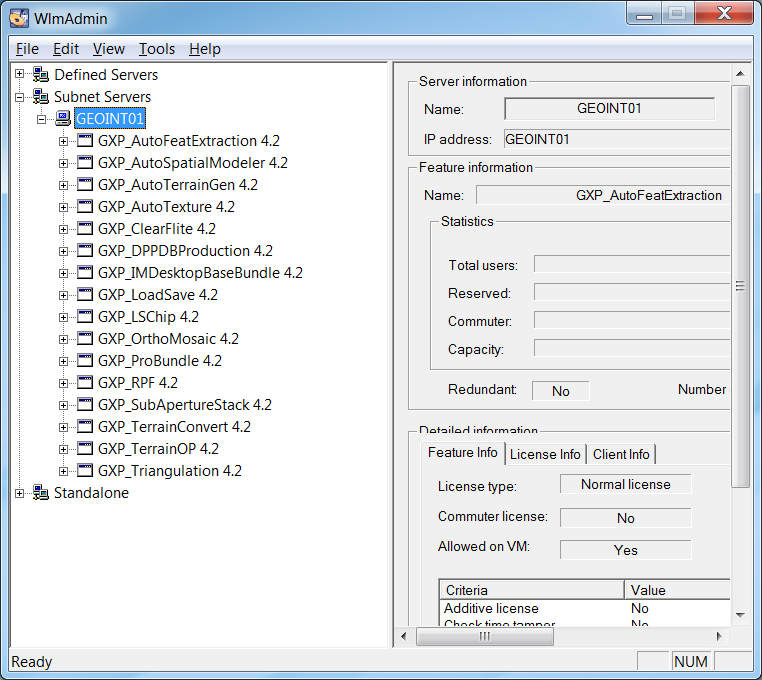 WlmAdmin
File Edit View Tools Help
Defined Servers
Subnet Servers
GEOINT01
GXP_AutoFeatExtraction 4.2
GXP_AutoSpatialModeler 4.2
GXP_AutoTerrainGen 4.2
GXP_AutoTexture 4.2
GXP_ClearFlite 4.2
GXP_DPPDBProduction 4.2
GXP_IMDesktopBaseBundle 4.2
GXP_LoadSave 4.2
GXP_LSChip 4.2
GXP_OrthoMosaic 4.2
GXP_ProBundle 4.2
GXP_RPF 4.2
GXP_SubApertureStack 4.2
GXP_TerrainConvert 4.2
GXP_TerrainOP 4.2
GXP_Triangulation 4.2
Standalone
Server information
Name: GEOINT01
IP address: GEOINT01
Feature information
Name: GXP_AutoFeatExtraction
Statistics
Total users:
Reserved:
Commuter:
Capacity:
Redundant: No Number
Detailed information
Feature Info License Info Client Info
License type: Normal license
Commuter license: No
Allowed on VM: Yes
Criteria Value
Additive license No
Check time tamper No
Ready NUM